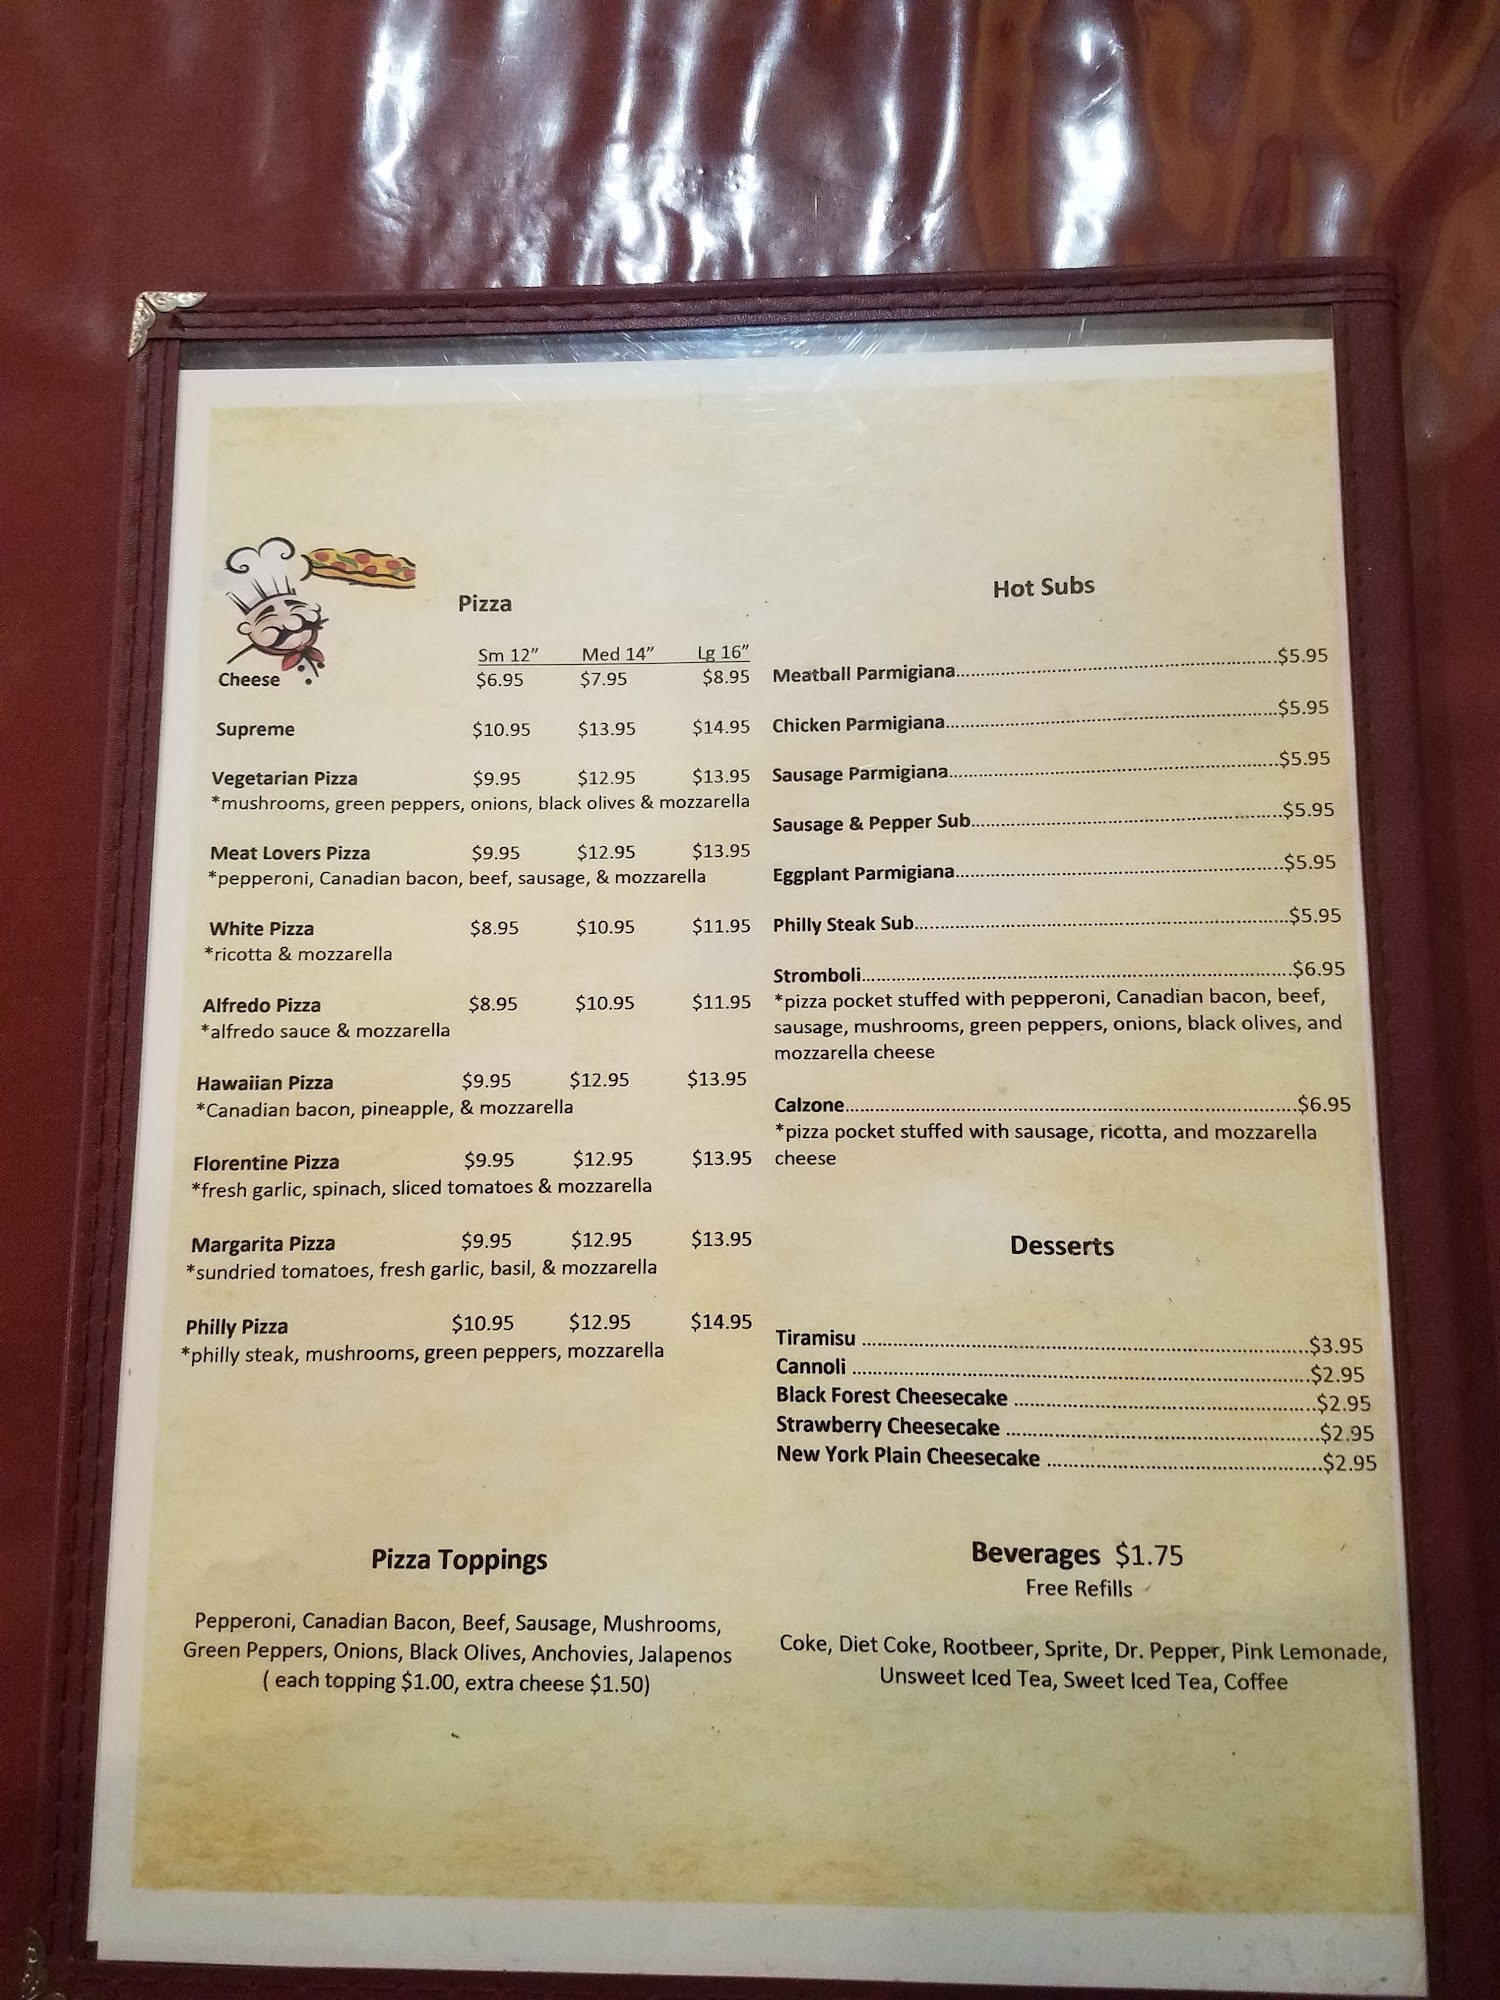 Pizza
Sm 12” Med 14” Lg 16”
Cheese $6.95 $7.95 $8.95
Supreme $10.95 $13.95 $14.95
Vegetarian Pizza $9.95 $12.95 $13.95
*mushrooms, green peppers, onions, black olives & mozzarella
Meat Lovers Pizza $9.95 $12.95 $13.95
*pepperoni, Canadian bacon, beef, sausage, & mozzarella
White Pizza $8.95 $10.95 $11.95
*ricotta & mozzarella
Alfredo Pizza $8.95 $10.95 $11.95
*alfredo sauce & mozzarella
Hawaiian Pizza $9.95 $12.95 $13.95
*Canadian bacon, pineapple, & mozzarella
Florentine Pizza $9.95 $12.95 $13.95
*fresh garlic, spinach, sliced tomatoes & mozzarella
Margarita Pizza $9.95 $12.95 $13.95
*sundried tomatoes, fresh garlic, basil, & mozzarella
Philly Pizza $10.95 $12.95 $14.95
*philly steak, mushrooms, green peppers, mozzarella
Pizza Toppings
Pepperoni, Canadian Bacon, Beef, Sausage, Mushrooms,
Green Peppers, Onions, Black Olives, Anchovies, Jalapenos
( each topping $1.00, extra cheese $1.50)
Hot Subs
Meatball Parmigiana...$5.95
Chicken Parmigiana...$5.95
Sausage Parmigiana...$5.95
Sausage & Pepper Sub...$5.95
Eggplant Parmigiana...$5.95
Philly Steak Sub...$5.95
Stromboli...$6.95
*pizza pocket stuffed with pepperoni, Canadian bacon, beef,
sausage, mushrooms, green peppers, onions, black olives, and
mozzarella cheese
Calzone...$6.95
*pizza pocket stuffed with sausage, ricotta, and mozzarella
cheese
Desserts
Tiramisu ...$3.95
Cannoli ...$2.95
Black Forest Cheesecake ...$2.95
Strawberry Cheesecake ...$2.95
New York Plain Cheesecake ...$2.95
Beverages $1.75
Free Refills
Coke, Diet Coke, Rootbeer, Sprite, Dr. Pepper, Pink Lemonade,
Unsweet Iced Tea, Sweet Iced Tea, Coffee